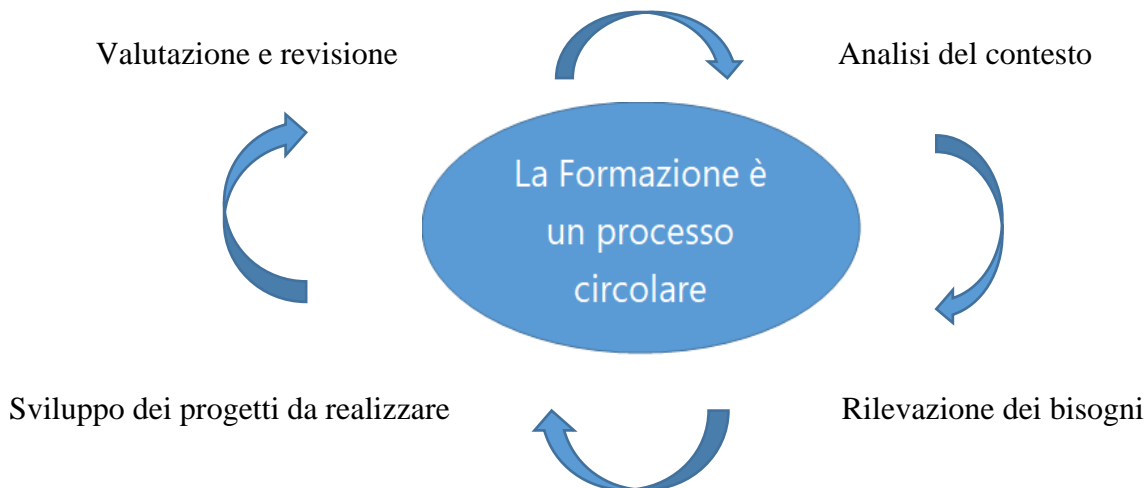 Valutazione e revisione
Analisi del contesto
La Formazione è
un processo
circolare
Sviluppo dei progetti da realizzare
Rilevazione dei bisogni